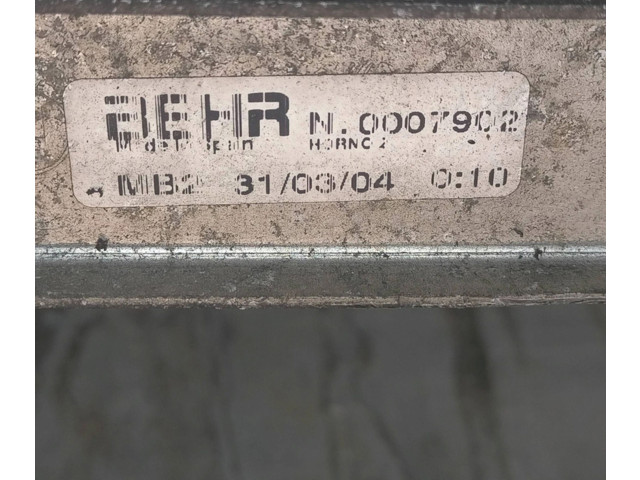 BEHR N. 0007902
Made in Spain HORNO 2
MB2 31/03/04 0:10